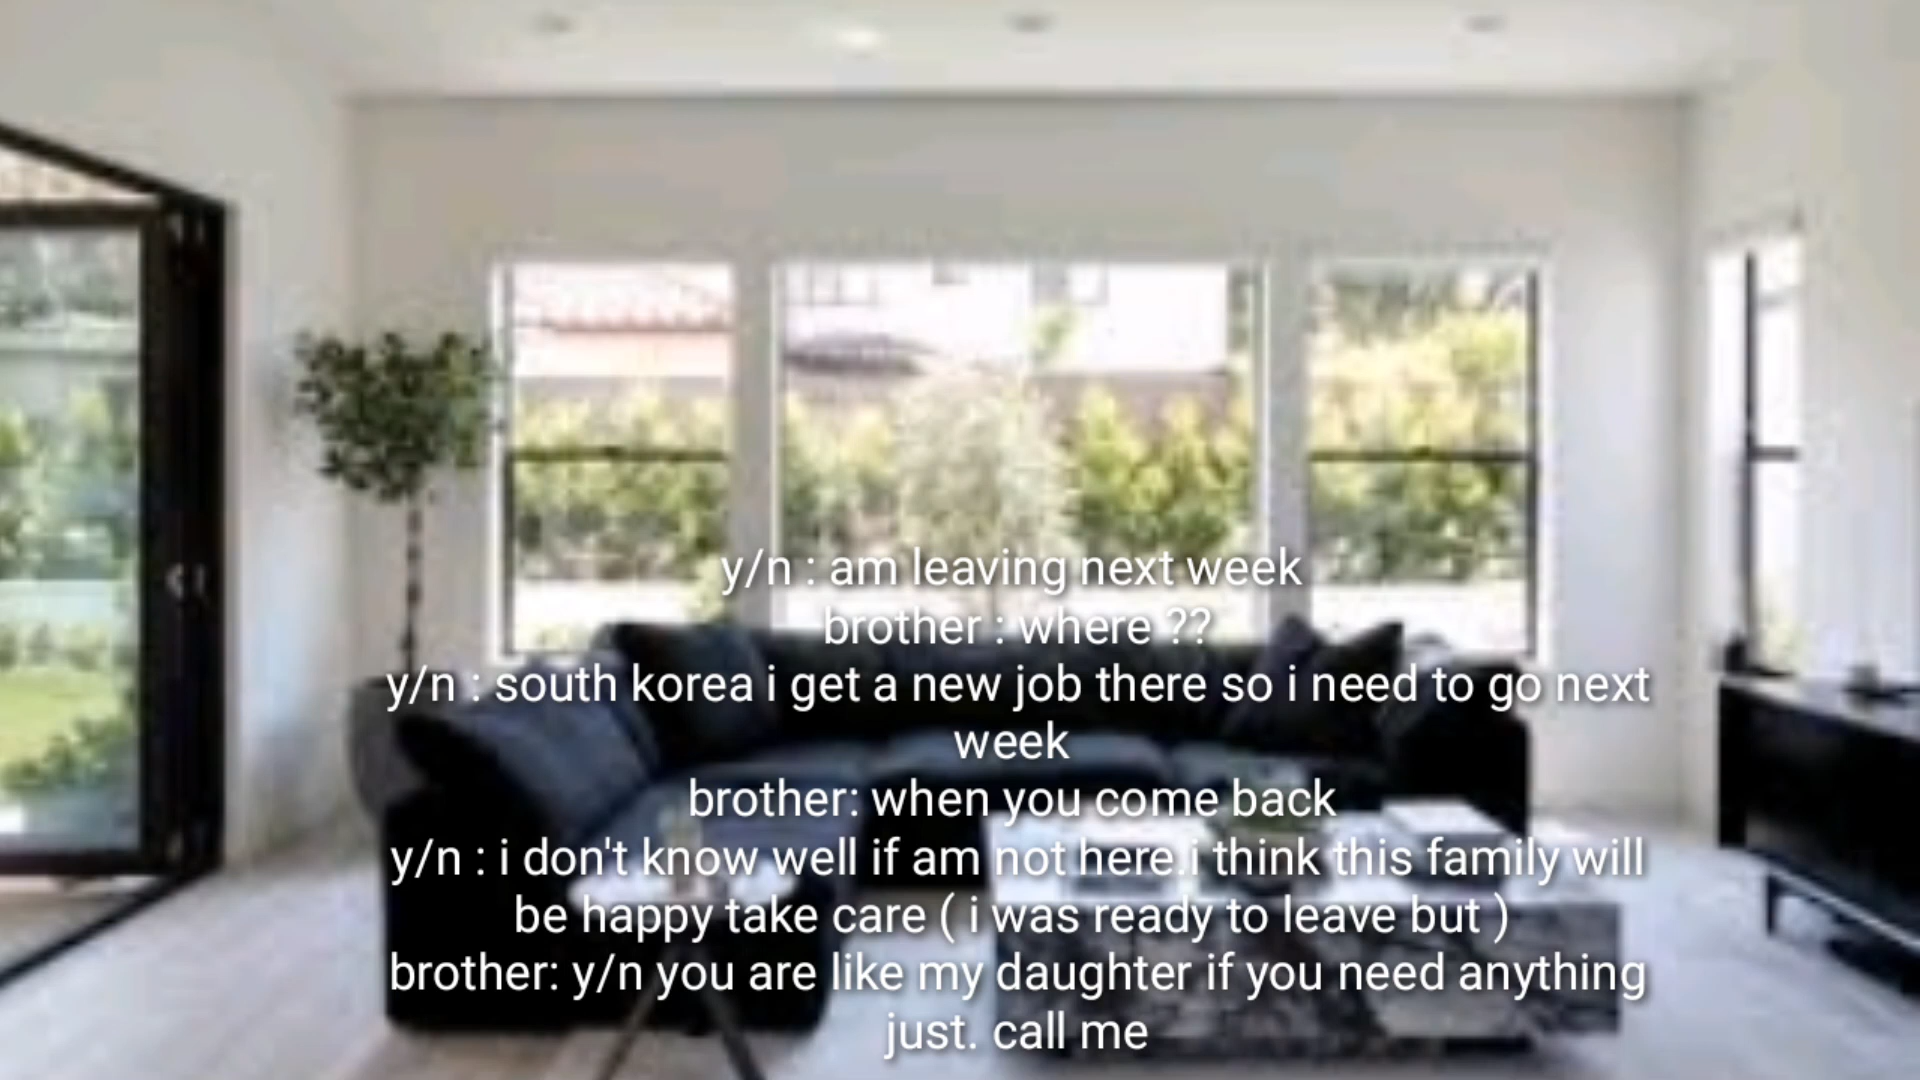 y/n : am leaving next week
brother : where ??
y/n : south korea i get a new job there so i need to go next
week
brother: when you come back
y/n : i don't know well if am not here.i think this family will
be happy take care ( i was ready to leave but )
brother: y/n you are like my daughter if you need anything
just. call me